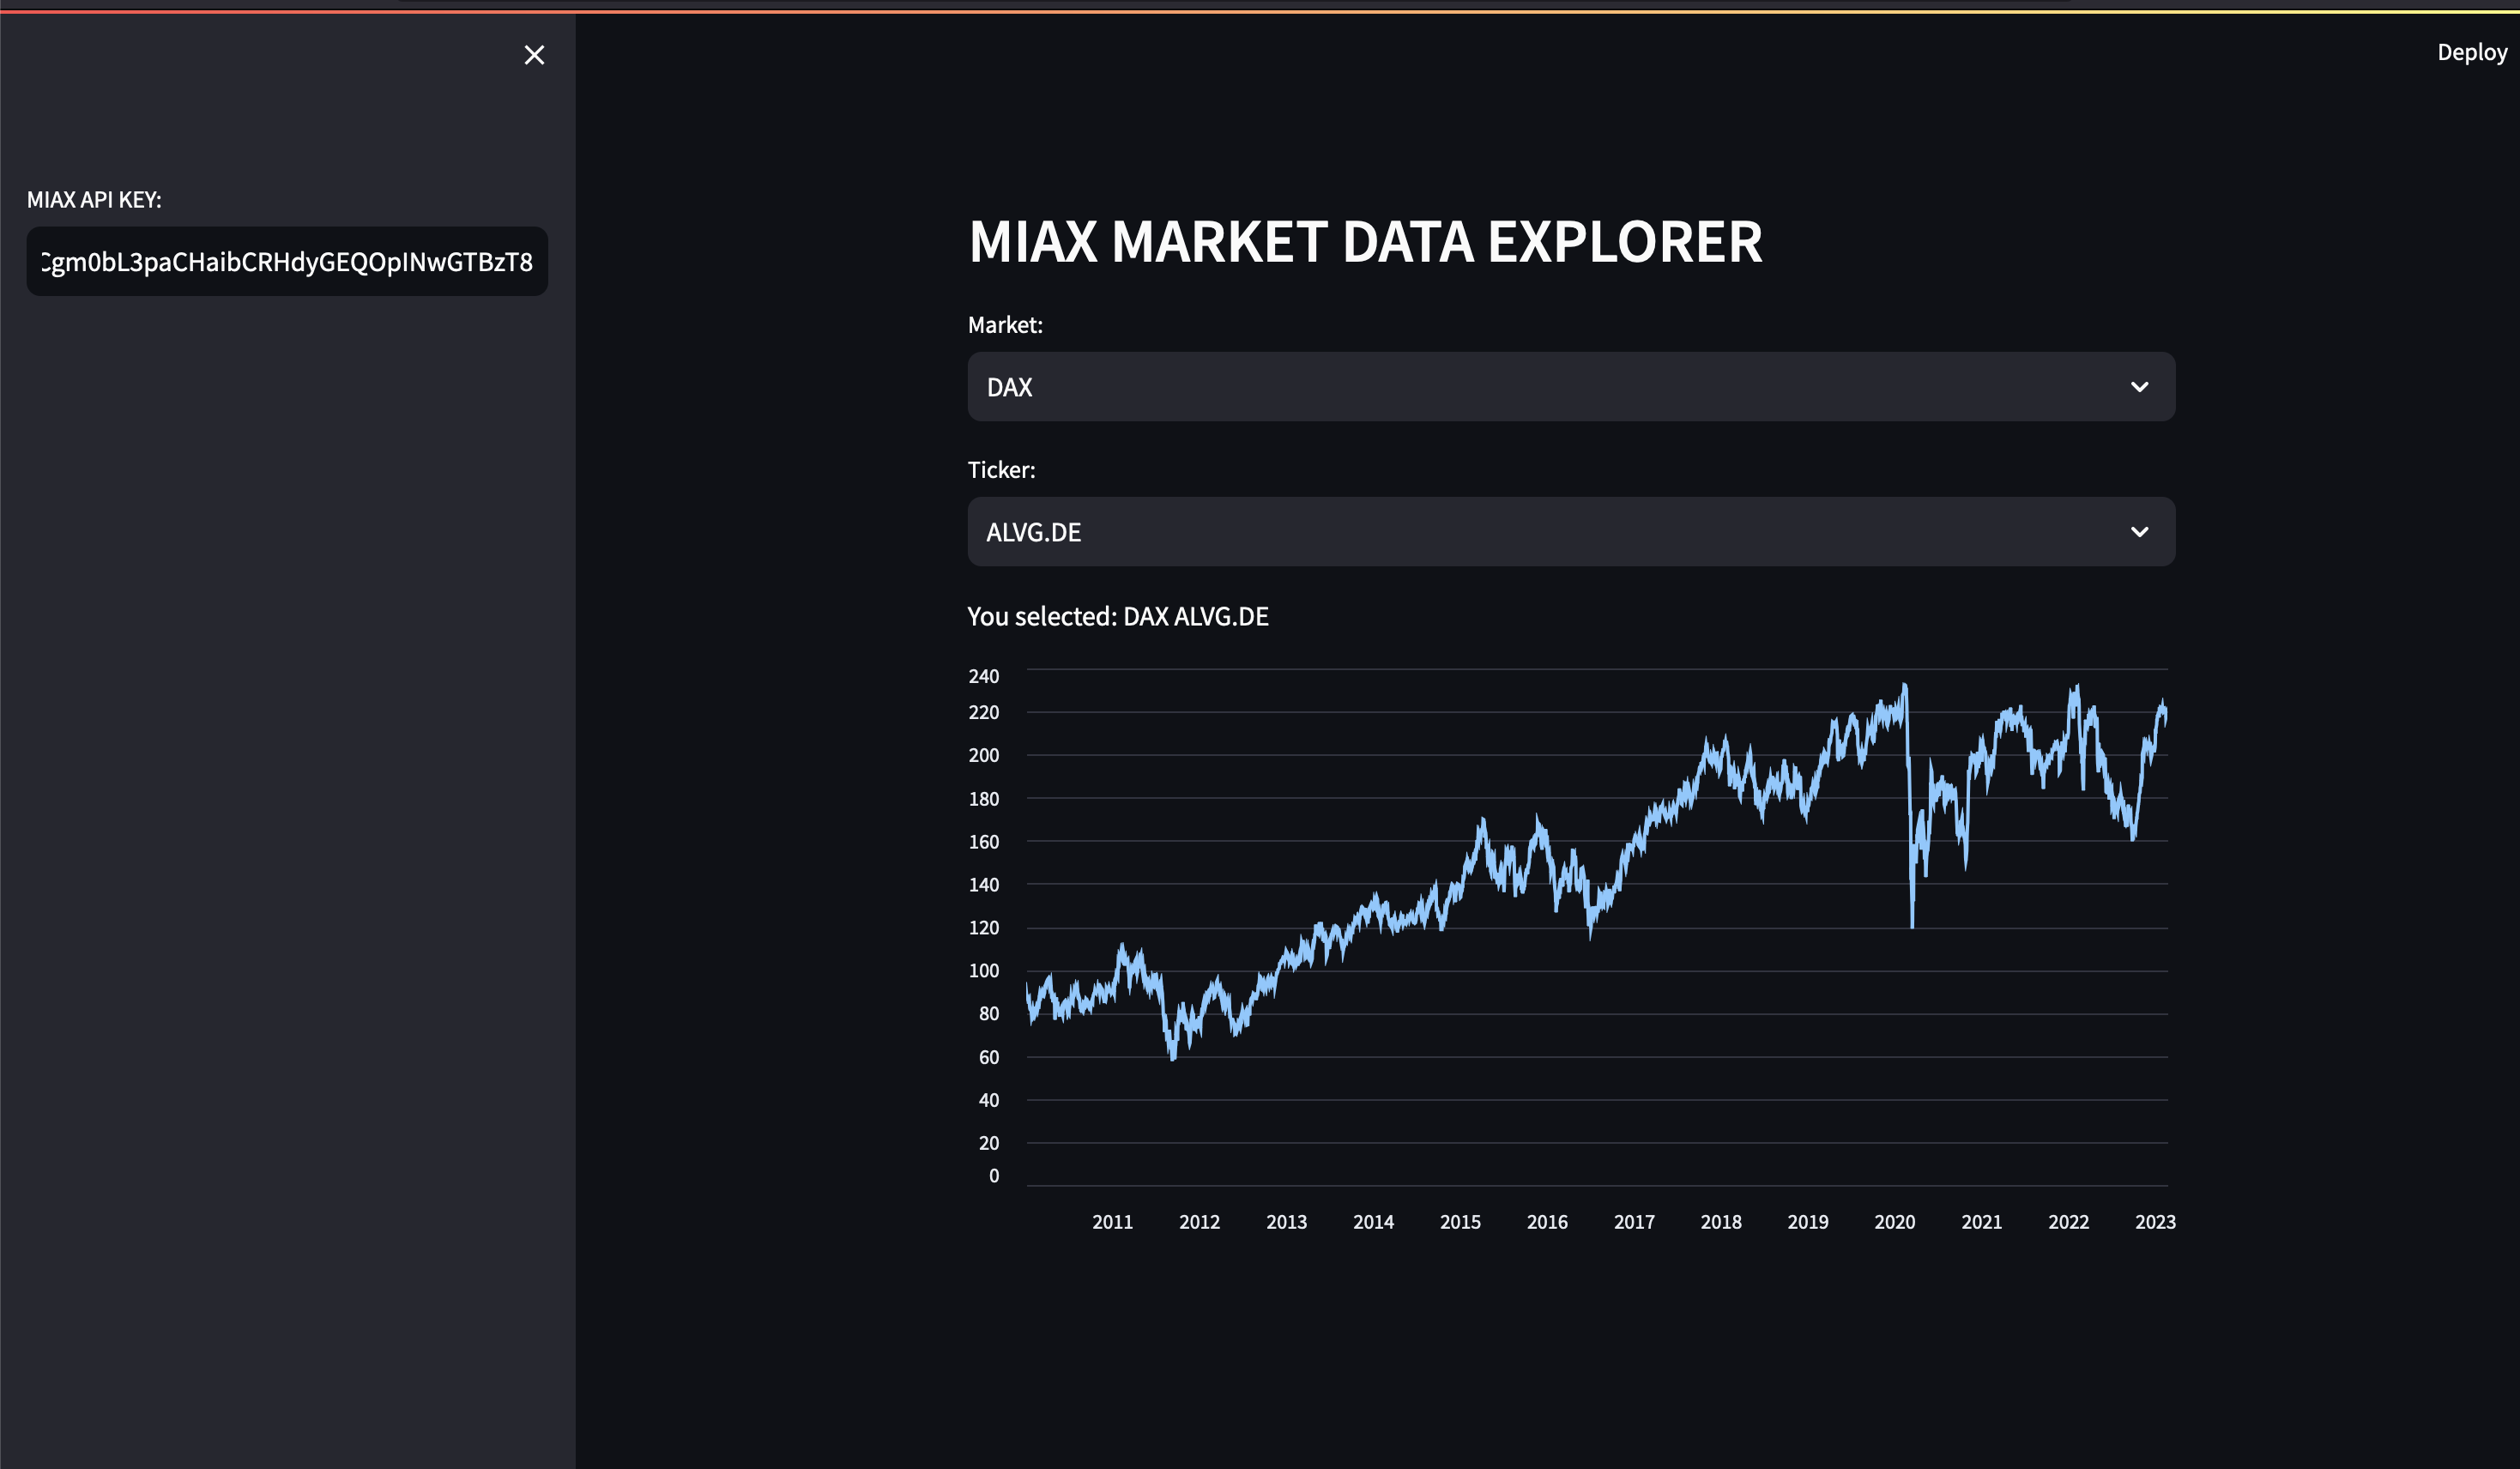 Deploy
MIAX API KEY:
Cgm0bL3paCHaibCRHdyGEQOpINwGTBzT8
MIAX MARKET DATA EXPLORER
Market:
DAX
Ticker:
ALVG.DE
You selected: DAX ALVG.DE
240
220
200
180
160
140
120
100
80
60
40
20
0
2011 2012 2013 2014 2015 2016 2017 2018 2019 2020 2021 2022 2023